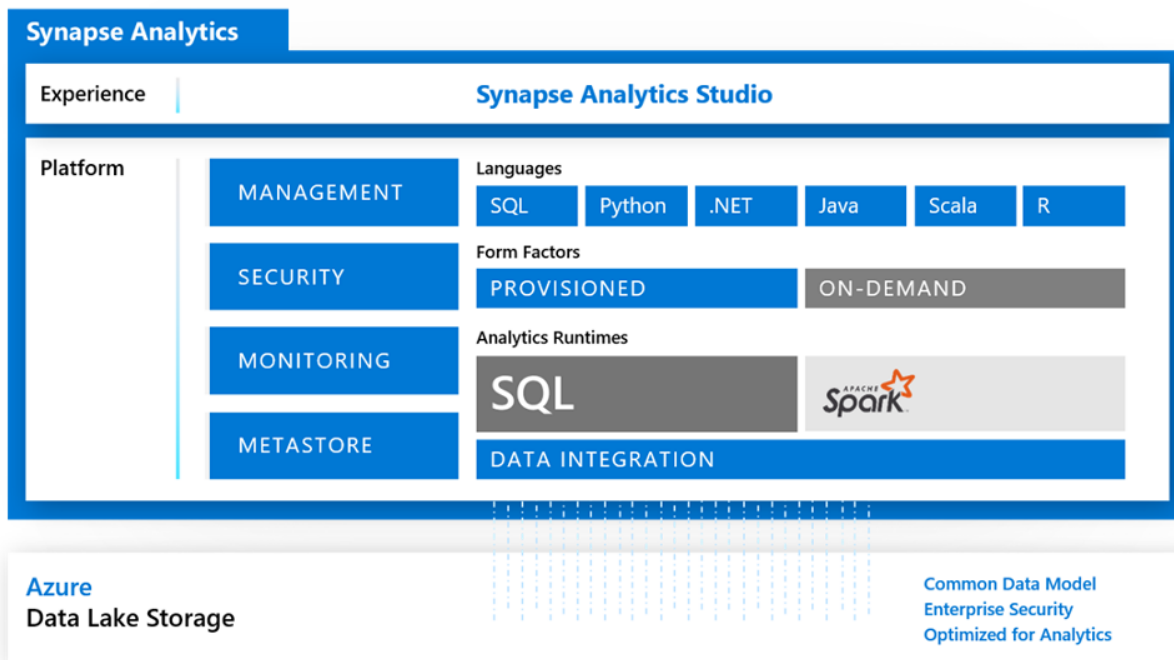 Synapse Analytics
Experience
Synapse Analytics Studio
Platform
MANAGEMENT
SECURITY
MONITORING
METASTORE
Languages
SQL Python .NET Java Scala R
Form Factors
PROVISIONED ON-DEMAND
Analytics Runtimes
SQL
APACHE
Spark™
DATA INTEGRATION
Azure
Data Lake Storage
Common Data Model
Enterprise Security
Optimized for Analytics